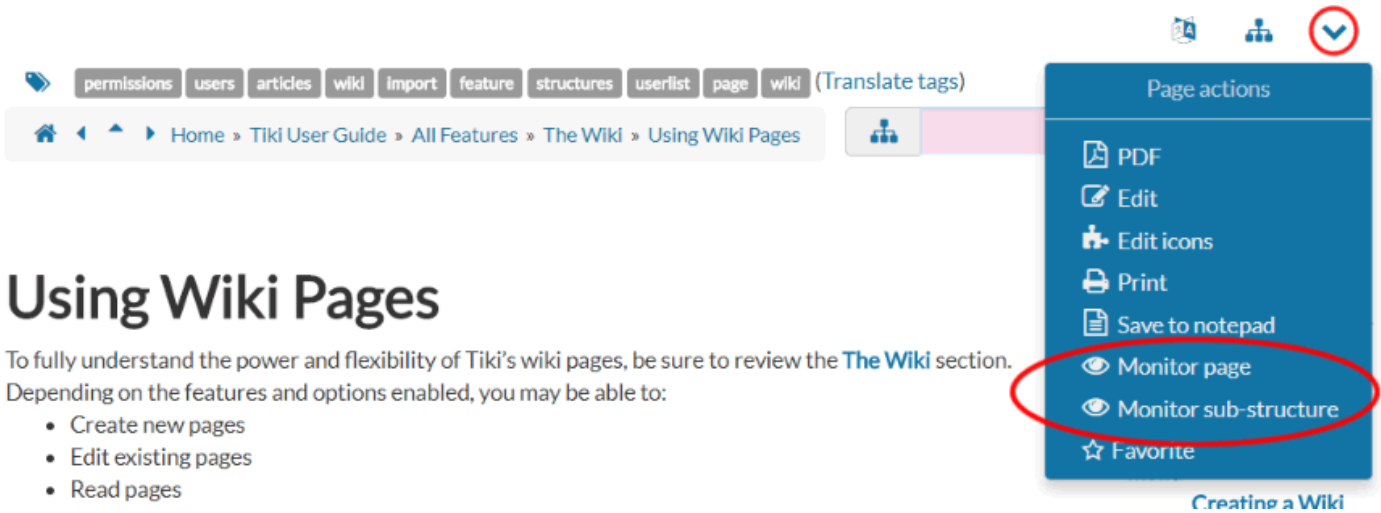 permissions users articles wiki import feature structures userlist page wiki (Translate tags)
Home » Tiki User Guide » All Features » The Wiki » Using Wiki Pages
Page actions
PDF
Edit
Edit icons
Print
Save to notepad
Monitor page
Monitor sub-structure
Favorite
Using Wiki Pages
To fully understand the power and flexibility of Tiki's wiki pages, be sure to review the The Wiki section.
Depending on the features and options enabled, you may be able to:
• Create new pages
• Edit existing pages
• Read pages
Creating a Wiki